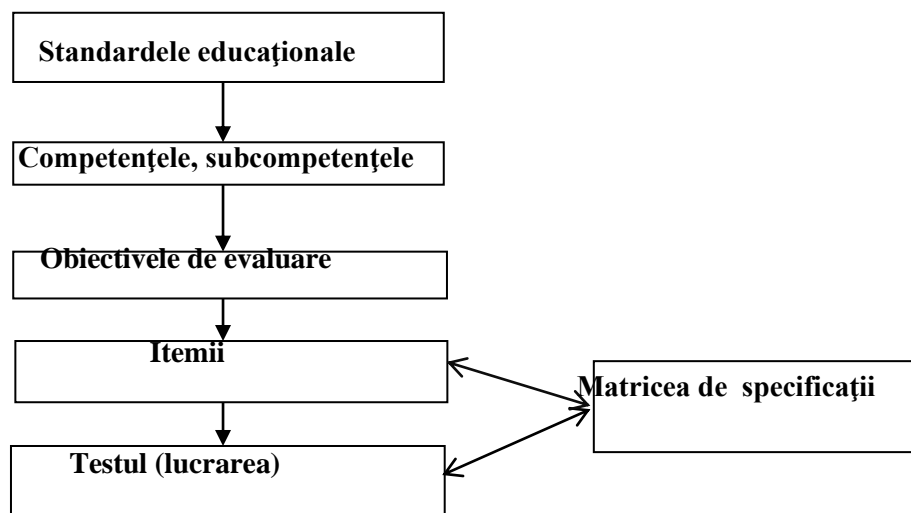 Standardele educaţionale
Competenţele, subcompetenţele
Obiectivele de evaluare
Itemii
Matricea de specificaţii
Testul (lucrarea)